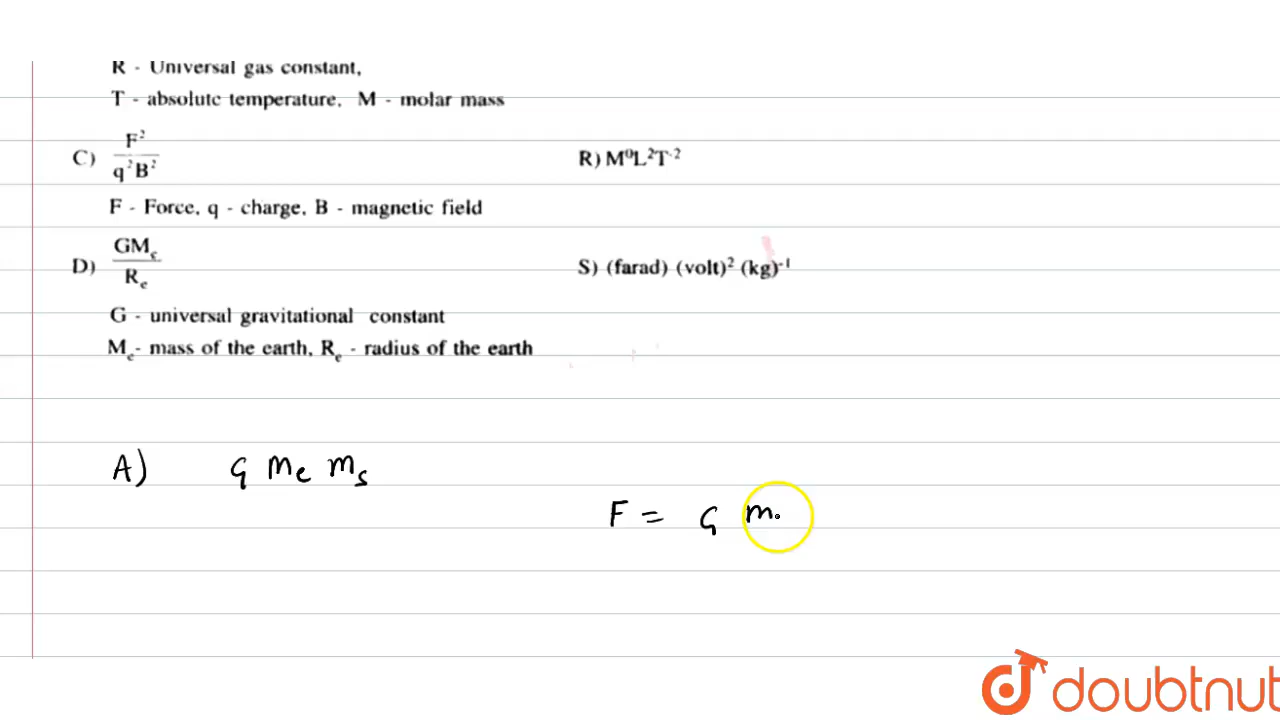 R - Universal gas constant,
T - absolute temperature, M - molar mass
C) F²/q²B² R) M⁰L²T⁻²
F - Force, q - charge, B - magnetic field
D) GMₑ/Rₑ S) (farad) (volt)² (kg)⁻¹
G - universal gravitational constant
Mₑ- mass of the earth, Rₑ - radius of the earth
A) G mₑ mₛ
F = G m
doubtnut